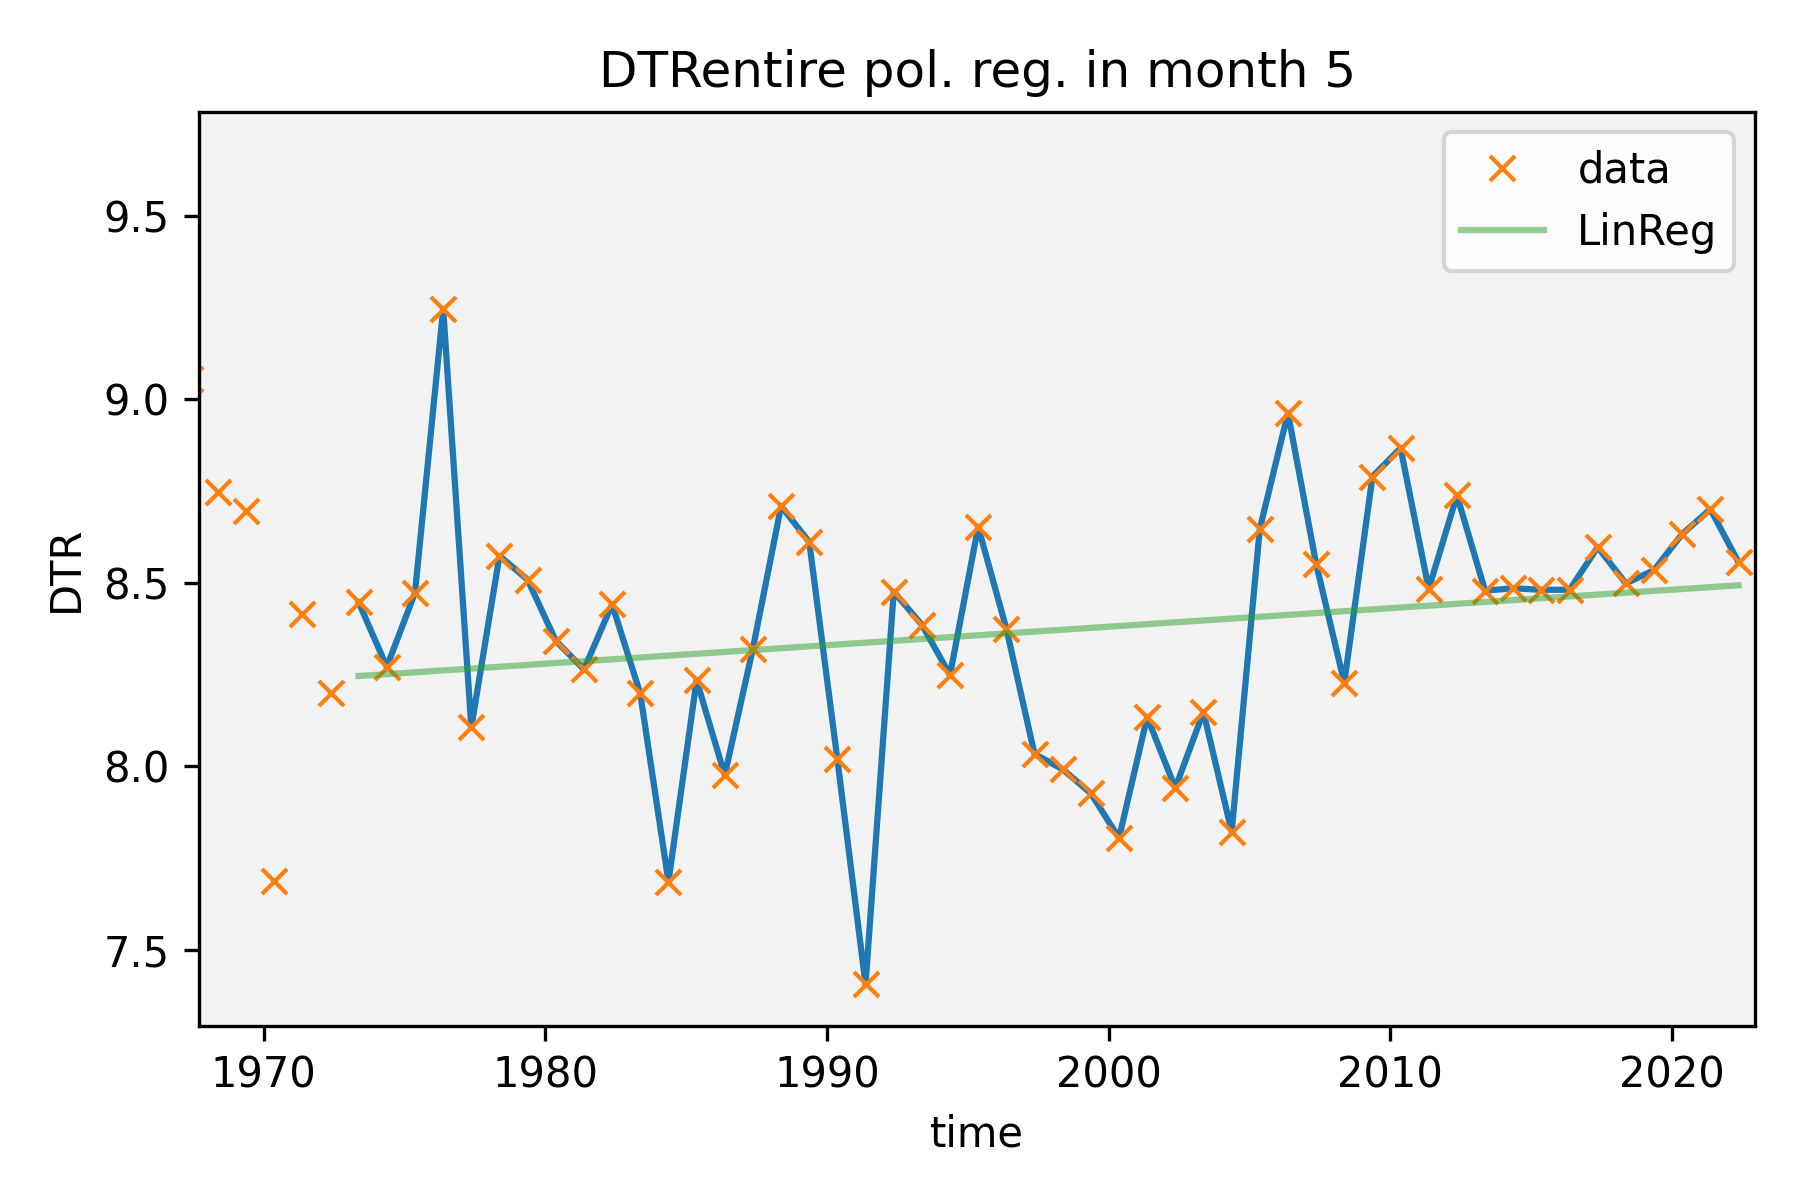 DTRentire pol. reg. in month 5
data
LinReg
9.5
9.0
8.5
8.0
7.5
DTR
1970 1980 1990 2000 2010 2020
time